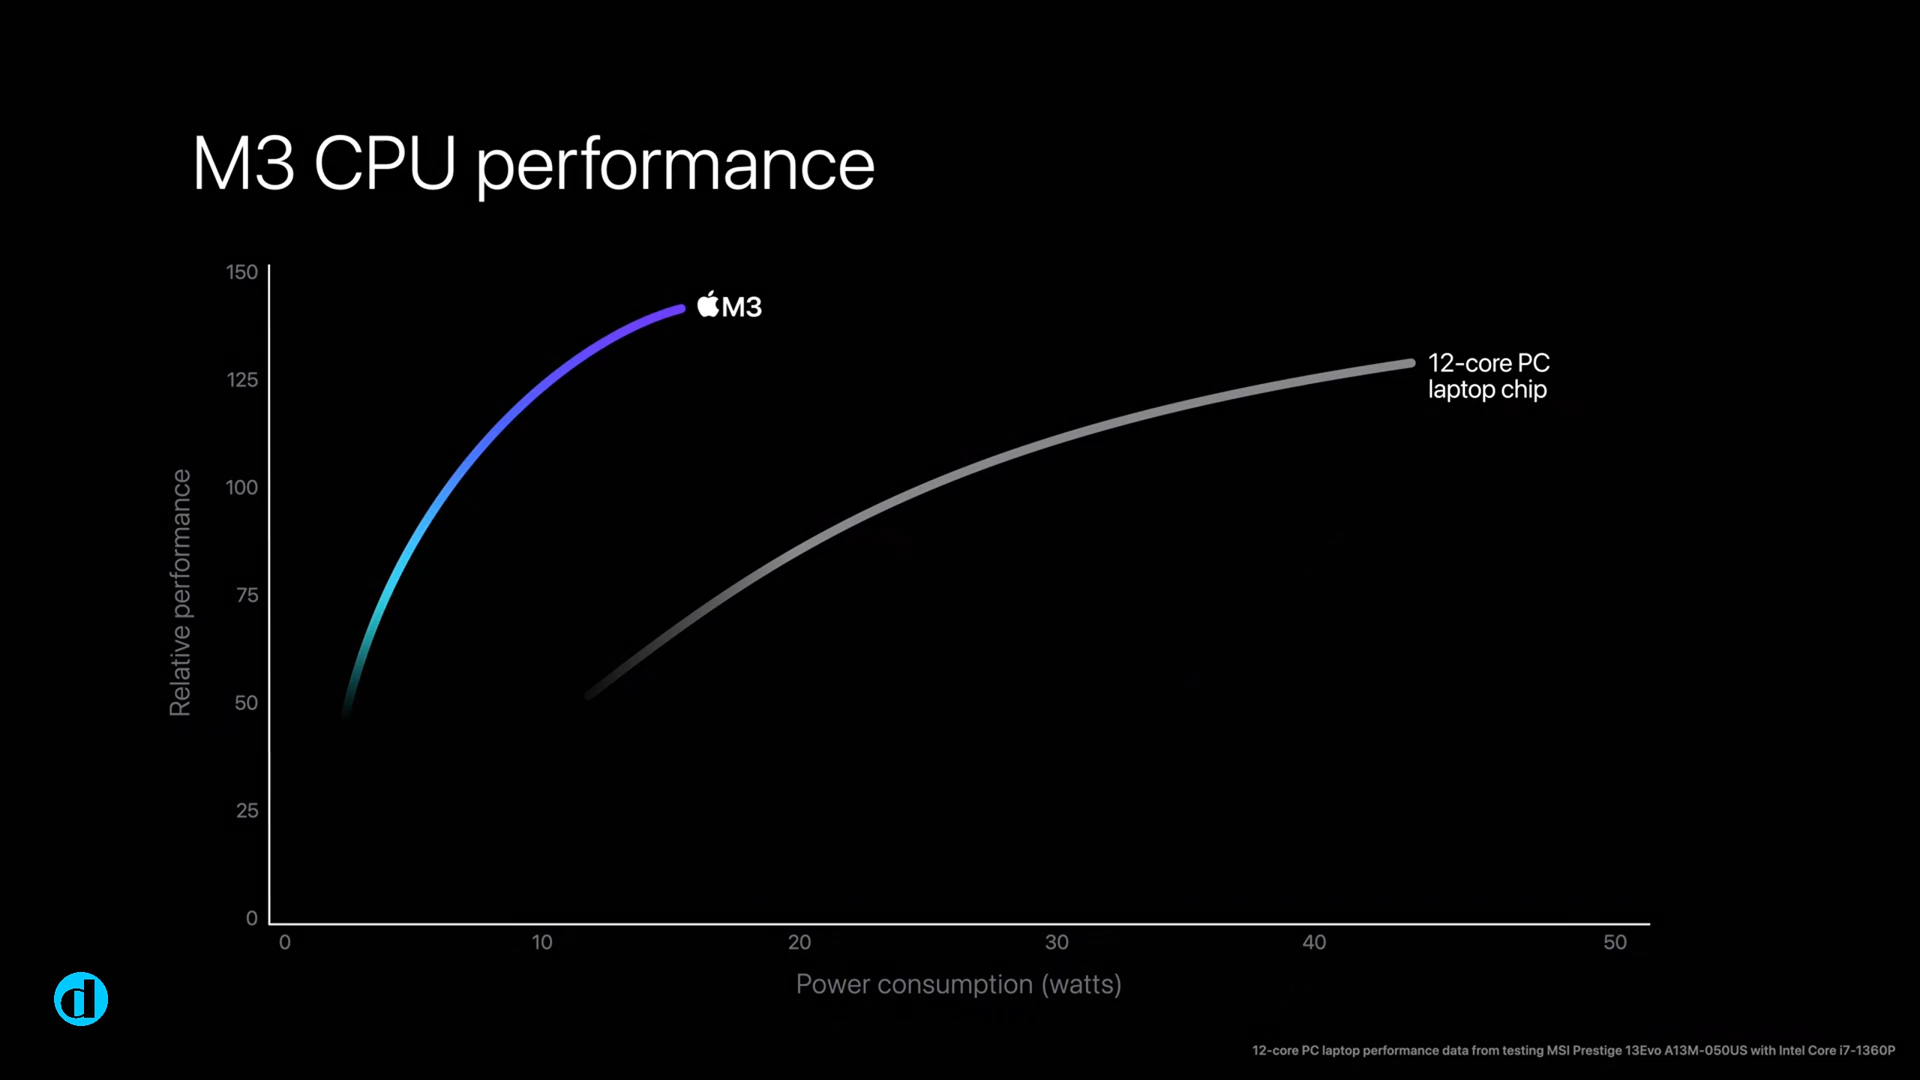 M3 CPU performance
150
M3
12-core PC
laptop chip
125
100
Relative performance
75
50
25
0
0 10 20 30 40 50
Power consumption (watts)
12-core PC laptop performance data from testing MSI Prestige 13Evo A13M-050US with Intel Core i7-1360P